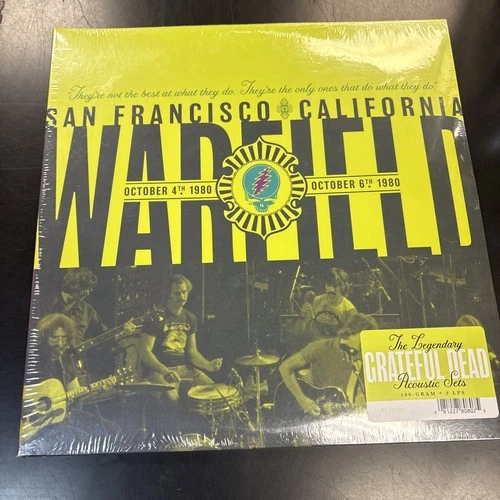 "They're not the best at what they do. They're the only ones that do what they do."
SAN FRANCISCO CALIFORNIA
WARFIELD
OCTOBER 4TH 1980
OCTOBER 6TH 1980
The Legendary
GRATEFUL DEAD
Acoustic Sets
180-GRAM * 2 LPS